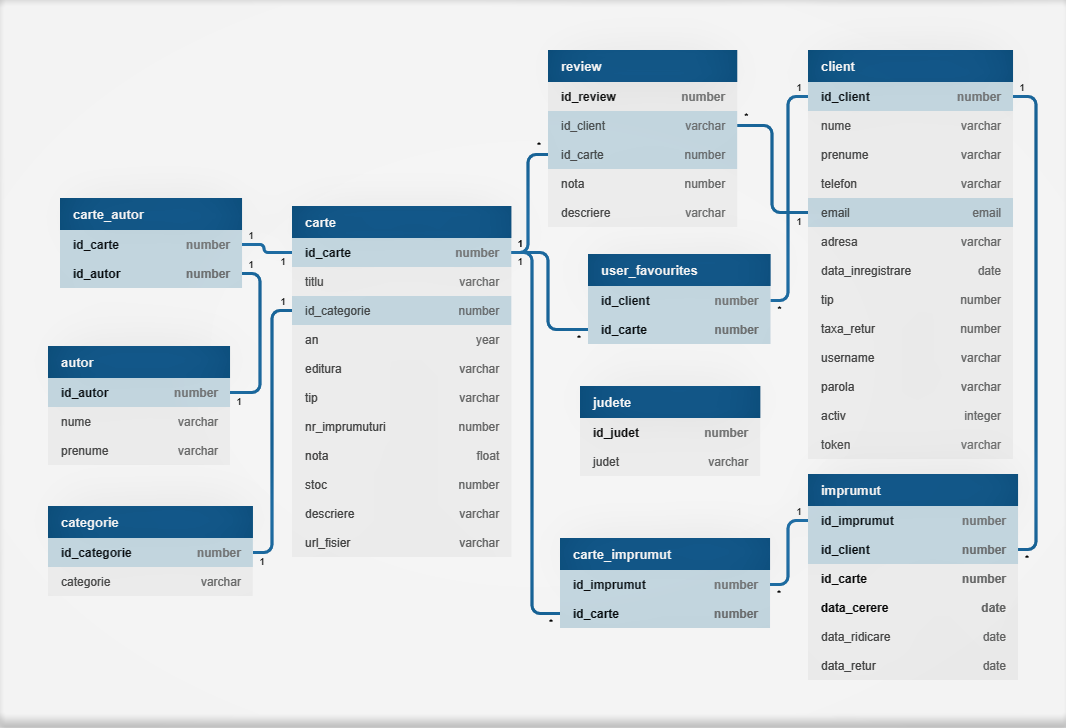 review
id_review number
id_client varchar
id_carte number
nota number
descriere varchar
client
id_client number
nume varchar
prenume varchar
telefon varchar
email email
adresa varchar
data_inregistrare date
tip number
taxa_retur number
username varchar
parola varchar
activ integer
token varchar
carte_autor
id_carte number
id_autor number
carte
id_carte number
titlu varchar
id_categorie number
an year
editura varchar
tip varchar
nr_imprumuturi number
nota float
stoc number
descriere varchar
url_fisier varchar
user_favourites
id_client number
id_carte number
autor
id_autor number
nume varchar
prenume varchar
judete
id_judet number
judet varchar
categorie
id_categorie number
categorie varchar
carte_imprumut
id_imprumut number
id_carte number
imprumut
id_imprumut number
id_client number
id_carte number
data_cerere date
data_ridicare date
data_retur date
1
1
1
1
1
1
1
1
1
1
1
1
*
*
*
*
*
*
*